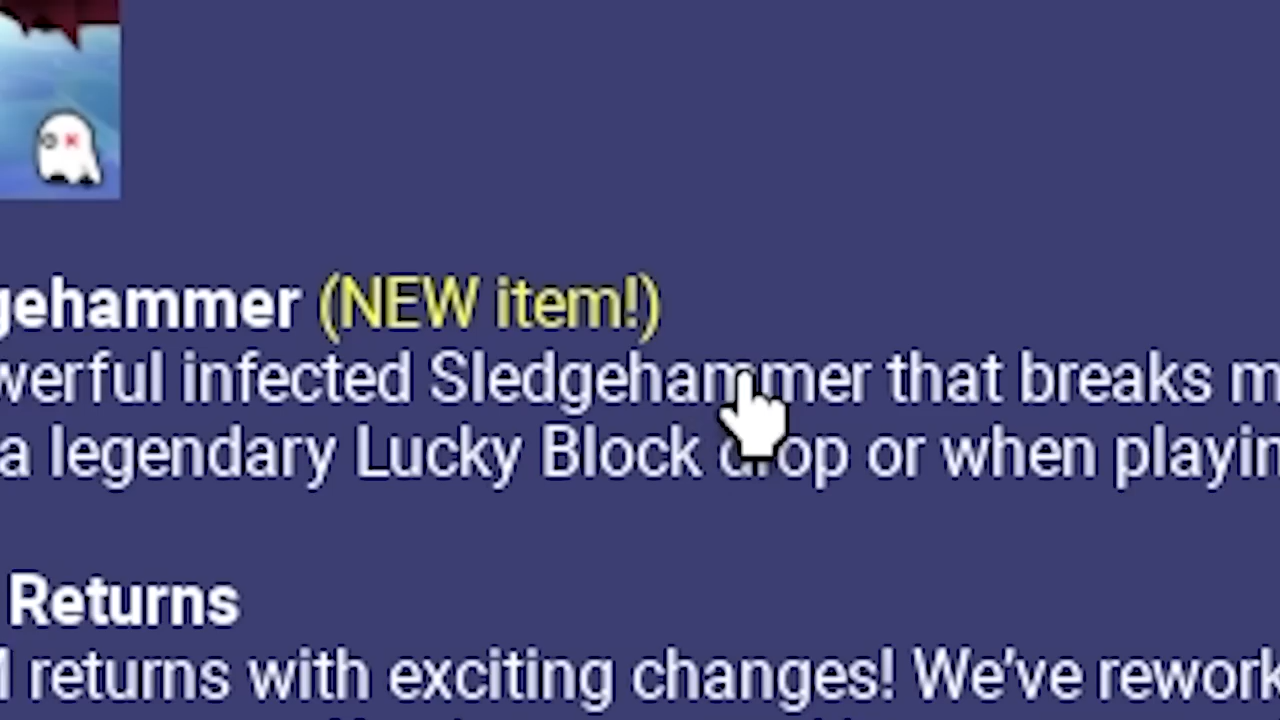 gehammer (NEW item!)
werful infected Sledgehammer that breaks m
a legendary Lucky Block drop or when playin
Returns
returns with exciting changes! We've rework